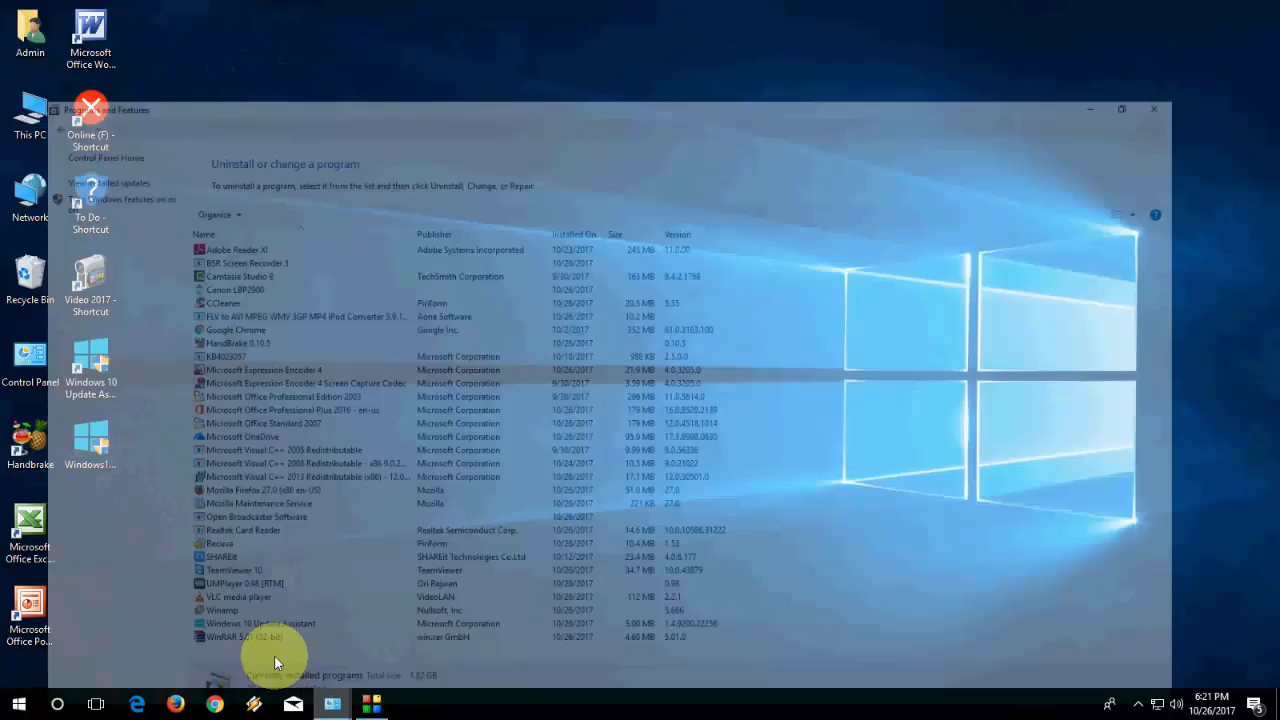 Admin
Microsoft
Office Wo...
This PC
Online (F) -
Shortcut
Network
To Do -
Shortcut
Recycle Bin
Video 2017 -
Shortcut
Control Panel
Windows 10
Update As...
Handbrake
Windows1...
Microsoft
Office Exc...
Microsoft
Office Po...
Programs and Features
Control Panel Home
Uninstall or change a program
To uninstall a program, select it from the list and then click Uninstall, Change, or Repair.
Organize
Name Publisher Installed On Size Version
Adobe Reader XI Adobe Systems Incorporated 10/23/2017 245 MB 11.0.00
BSR Screen Recorder 3 10/26/2017
Camtasia Studio 8 TechSmith Corporation 9/30/2017 163 MB 8.4.2.1768
Canon LBP2900 10/26/2017
CCleaner Piriform 10/26/2017 20.5 MB 5.35
FLV to AVI MPEG WMV 3GP MP4 iPod Converter 3.9.1... Aone Software 10/26/2017 10.2 MB
Google Chrome Google Inc. 10/2/2017 352 MB 61.0.3163.100
HandBrake 0.10.5 10/26/2017 0.10.5
KB4023057 Microsoft Corporation 10/18/2017 988 KB 2.5.0.0
Microsoft Expression Encoder 4 Microsoft Corporation 10/26/2017 21.9 MB 4.0.3205.0
Microsoft Expression Encoder 4 Screen Capture Codec Microsoft Corporation 9/30/2017 3.59 MB 4.0.3205.0
Microsoft Office Professional Edition 2003 Microsoft Corporation 9/30/2017 296 MB 11.0.5614.0
Microsoft Office Professional Plus 2016 - en-us Microsoft Corporation 10/26/2017 179 MB 16.0.8528.2139
Microsoft Office Standard 2007 Microsoft Corporation 10/26/2017 179 MB 12.0.4518.1014
Microsoft OneDrive Microsoft Corporation 10/26/2017 95.9 MB 17.3.6998.0830
Microsoft Visual C++ 2005 Redistributable Microsoft Corporation 9/30/2017 9.99 MB 8.0.56336
Microsoft Visual C++ 2008 Redistributable - x86 9.0.2... Microsoft Corporation 10/24/2017 10.5 MB 9.0.21022
Microsoft Visual C++ 2013 Redistributable (x86) - 12.0... Microsoft Corporation 10/26/2017 17.1 MB 12.0.30501.0
Mozilla Firefox 27.0 (x86 en-US) Mozilla 10/26/2017 51.0 MB 27.0
Mozilla Maintenance Service Mozilla 10/26/2017 221 KB 27.0
Open Broadcaster Software 10/26/2017
Realtek Card Reader Realtek Semiconduct Corp. 10/26/2017 14.6 MB 10.0.10586.31222
Recuva Piriform 10/26/2017 10.4 MB 1.53
SHAREit SHAREit Technologies Co.Ltd 10/12/2017 23.4 MB 4.0.6.177
TeamViewer 10 TeamViewer 10/26/2017 34.7 MB 10.0.43879
UMPlayer 0.98 [RTM] Ori Rejwan 10/26/2017 0.98
VLC media player VideoLAN 10/26/2017 112 MB 2.2.1
Winamp Nullsoft, Inc 10/26/2017 5.666
Windows 10 Update Assistant Microsoft Corporation 10/26/2017 5.00 MB 1.4.9200.22256
WinRAR 5.01 (32-bit) win.rar GmbH 10/26/2017 4.60 MB 5.01.0
Currently installed programs Total size: 1.82 GB
6:21 PM
10/26/2017